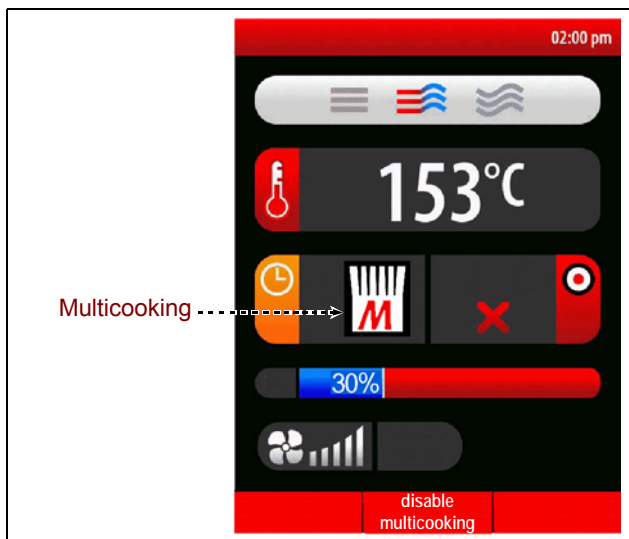 02:00 pm
153°C
Multicooking
M
30%
disable
multicooking